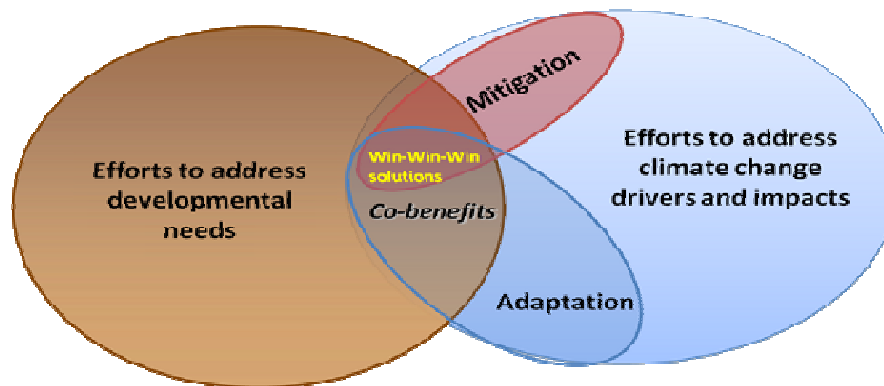 Mitigation
Win-Win-Win
solutions
Efforts to address
developmental
needs
Co-benefits
Efforts to address
climate change
drivers and impacts
Adaptation